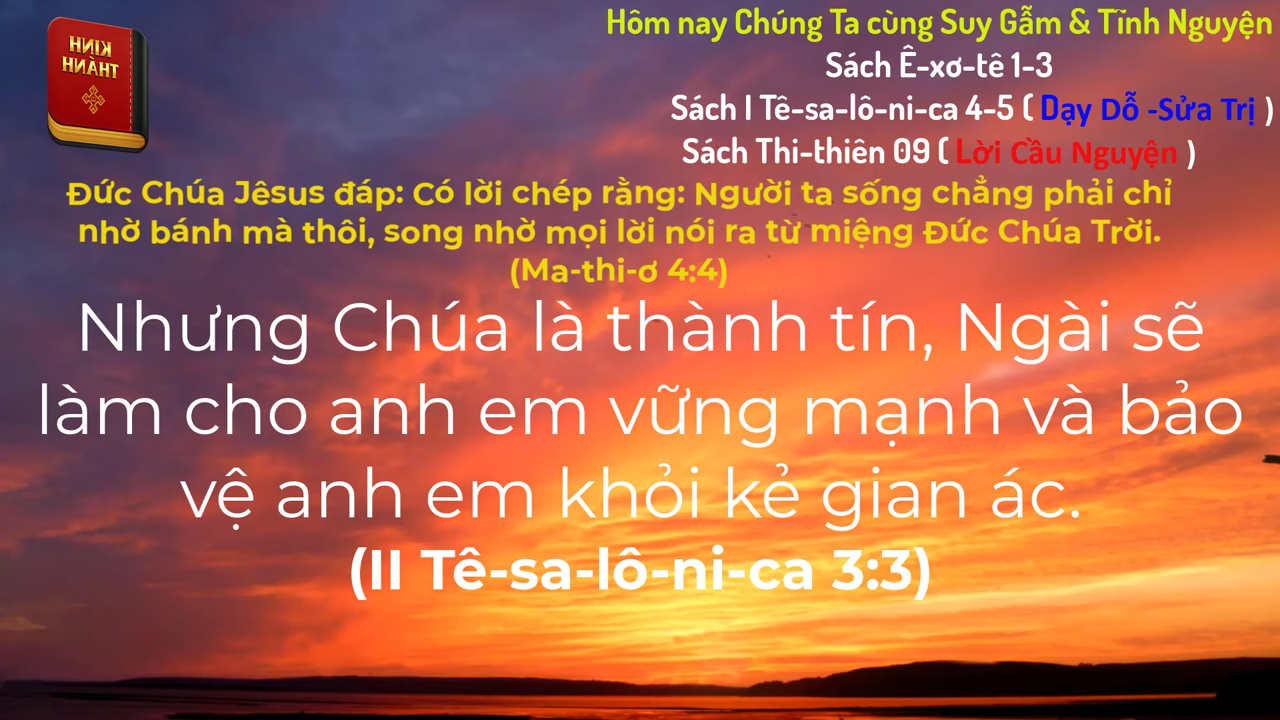 KINH
THÀNH
Hôm nay Chúng Ta cùng Suy Gẫm & Tĩnh Nguyện
Sách Ê-xơ-tê 1-3
Sách I Tê-sa-lô-ni-ca 4-5 ( Dạy Dỗ -Sửa Trị )
Sách Thi-thiên 09 ( Lời Cầu Nguyện )
Đức Chúa Jêsus đáp: Có lời chép rằng: Người ta sống chẳng phải chỉ
nhờ bánh mà thôi, song nhờ mọi lời nói ra từ miệng Đức Chúa Trời.
(Ma-thi-ơ 4:4)
Nhưng Chúa là thành tín, Ngài sẽ
làm cho anh em vững mạnh và bảo
vệ anh em khỏi kẻ gian ác.
(II Tê-sa-lô-ni-ca 3:3)